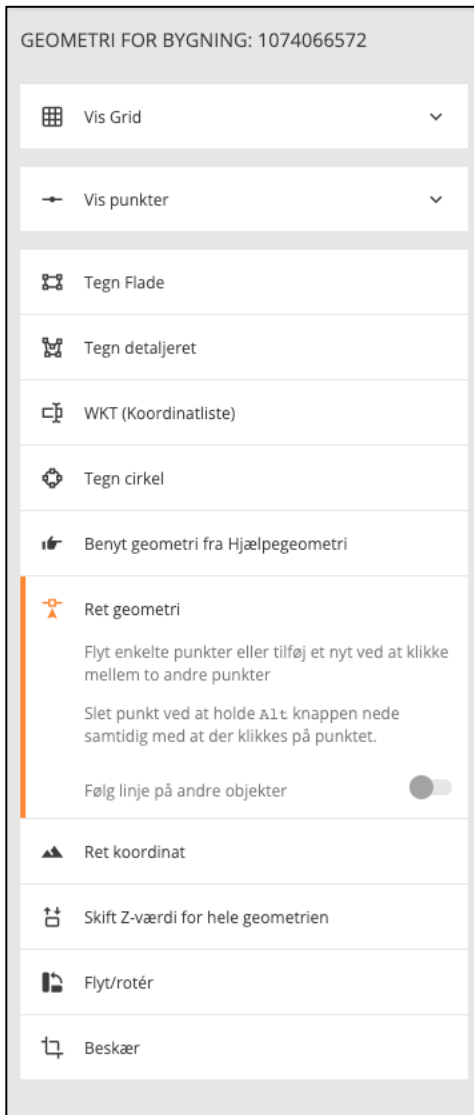 GEOMETRI FOR BYGNING: 1074066572
Vis Grid
Vis punkter
Tegn Flade
Tegn detaljeret
WKT (Koordinatliste)
Tegn cirkel
Benyt geometri fra Hjælpegeometri
Ret geometri
Flyt enkelte punkter eller tilføj et nyt ved at klikke
mellem to andre punkter
Slet punkt ved at holde Alt knappen nede
samtidig med at der klikkes på punktet.
Følg linje på andre objekter
Ret koordinat
Skift Z-værdi for hele geometrien
Flyt/rotér
Beskær